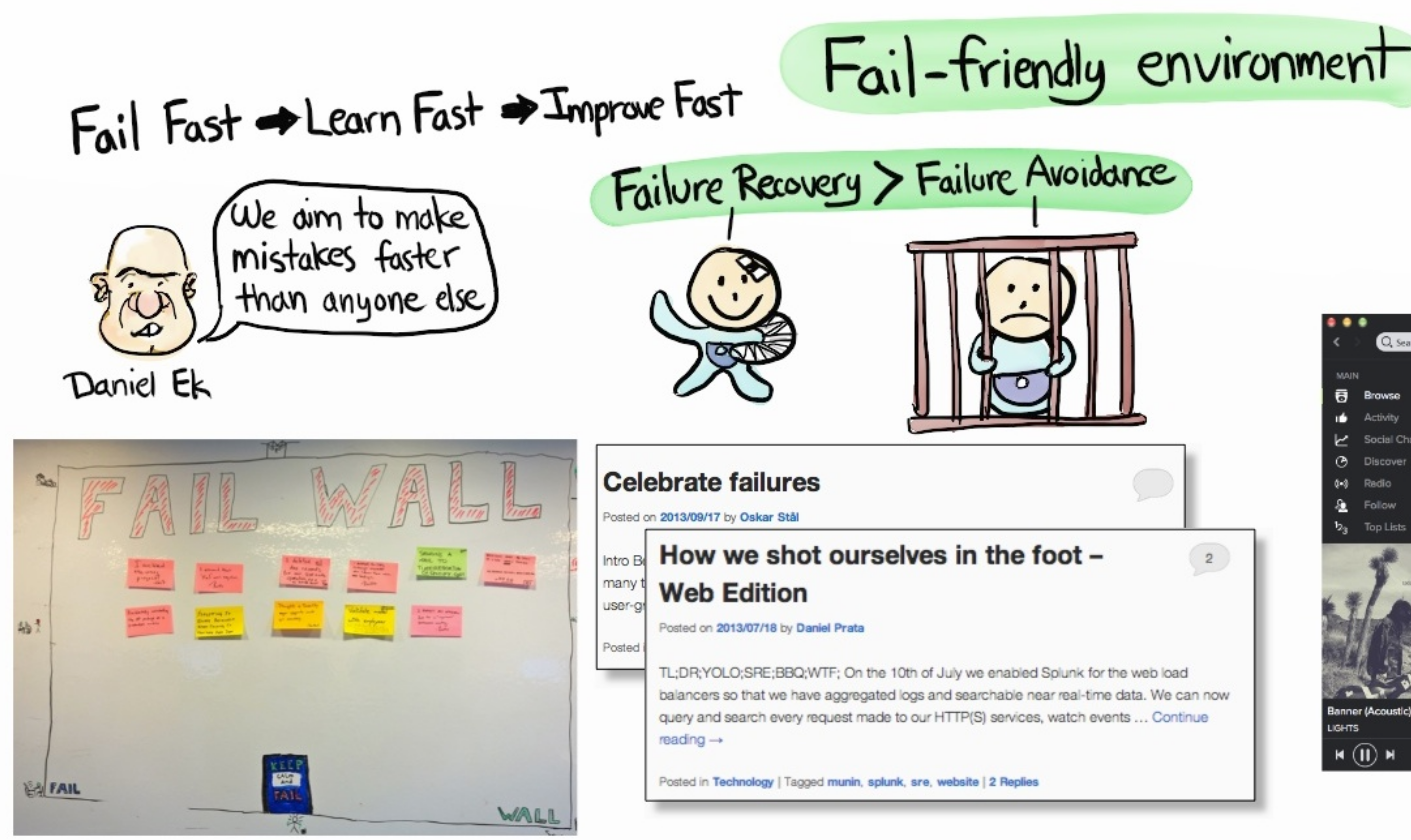 Fail-friendly environment
Fail Fast ➡ Learn Fast ➡ Improve Fast
Failure Recovery > Failure Avoidance
We aim to make
mistakes faster
than anyone else
Daniel Ek
FAIL WALL
KEEP
CALM
and
FAIL
FAIL
WALL
Celebrate failures
Posted on 2013/09/17 by Oskar Stål
Intro B
many t
user-g
Posted i
How we shot ourselves in the foot –
Web Edition
2
Posted on 2013/07/18 by Daniel Prata
TL;DR;YOLO;SRE;BBQ;WTF; On the 10th of July we enabled Splunk for the web load
balancers so that we have aggregated logs and searchable near real-time data. We can now
query and search every request made to our HTTP(S) services, watch events … Continue
reading →
Posted in Technology | Tagged munin, splunk, sre, website | 2 Replies
Sea
MAIN
Browse
Activity
Social Ch
Discover
Radio
Follow
Top Lists
Banner (Acoustic)
LIGHTS